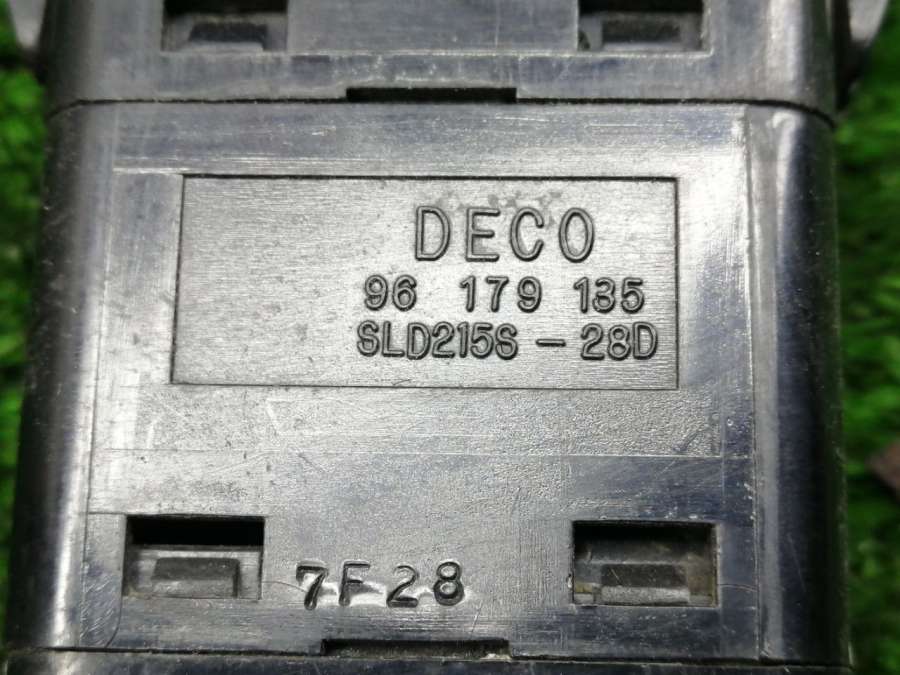 DECO
96 179 135
SLD215S - 28D
7F28